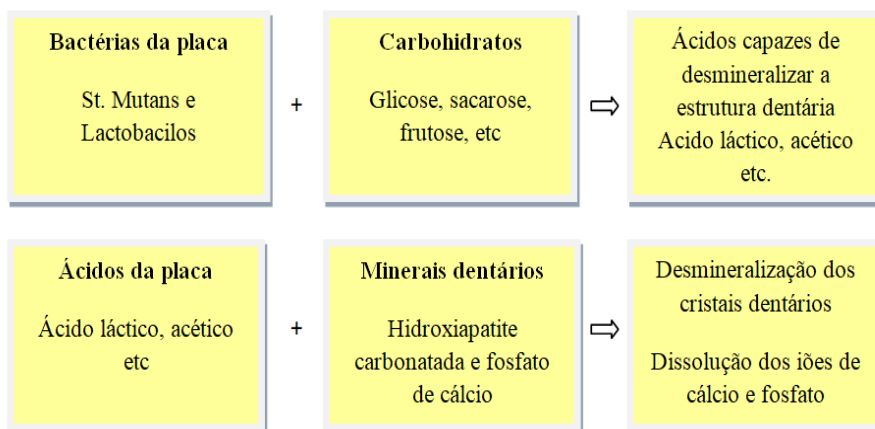 Bactérias da placa
St. Mutans e
Lactobacilos
+
Carbohidratos
Glicose, sacarose,
frutose, etc
⇨
Ácidos capazes de
desmineralizar a
estrutura dentária
Acido láctico, acético
etc.
Ácidos da placa
Ácido láctico, acético
etc
+
Minerais dentários
Hidroxiapatite
carbonatada e fosfato
de cálcio
⇨
Desmineralização dos
cristais dentários
Dissolução dos iões de
cálcio e fosfato